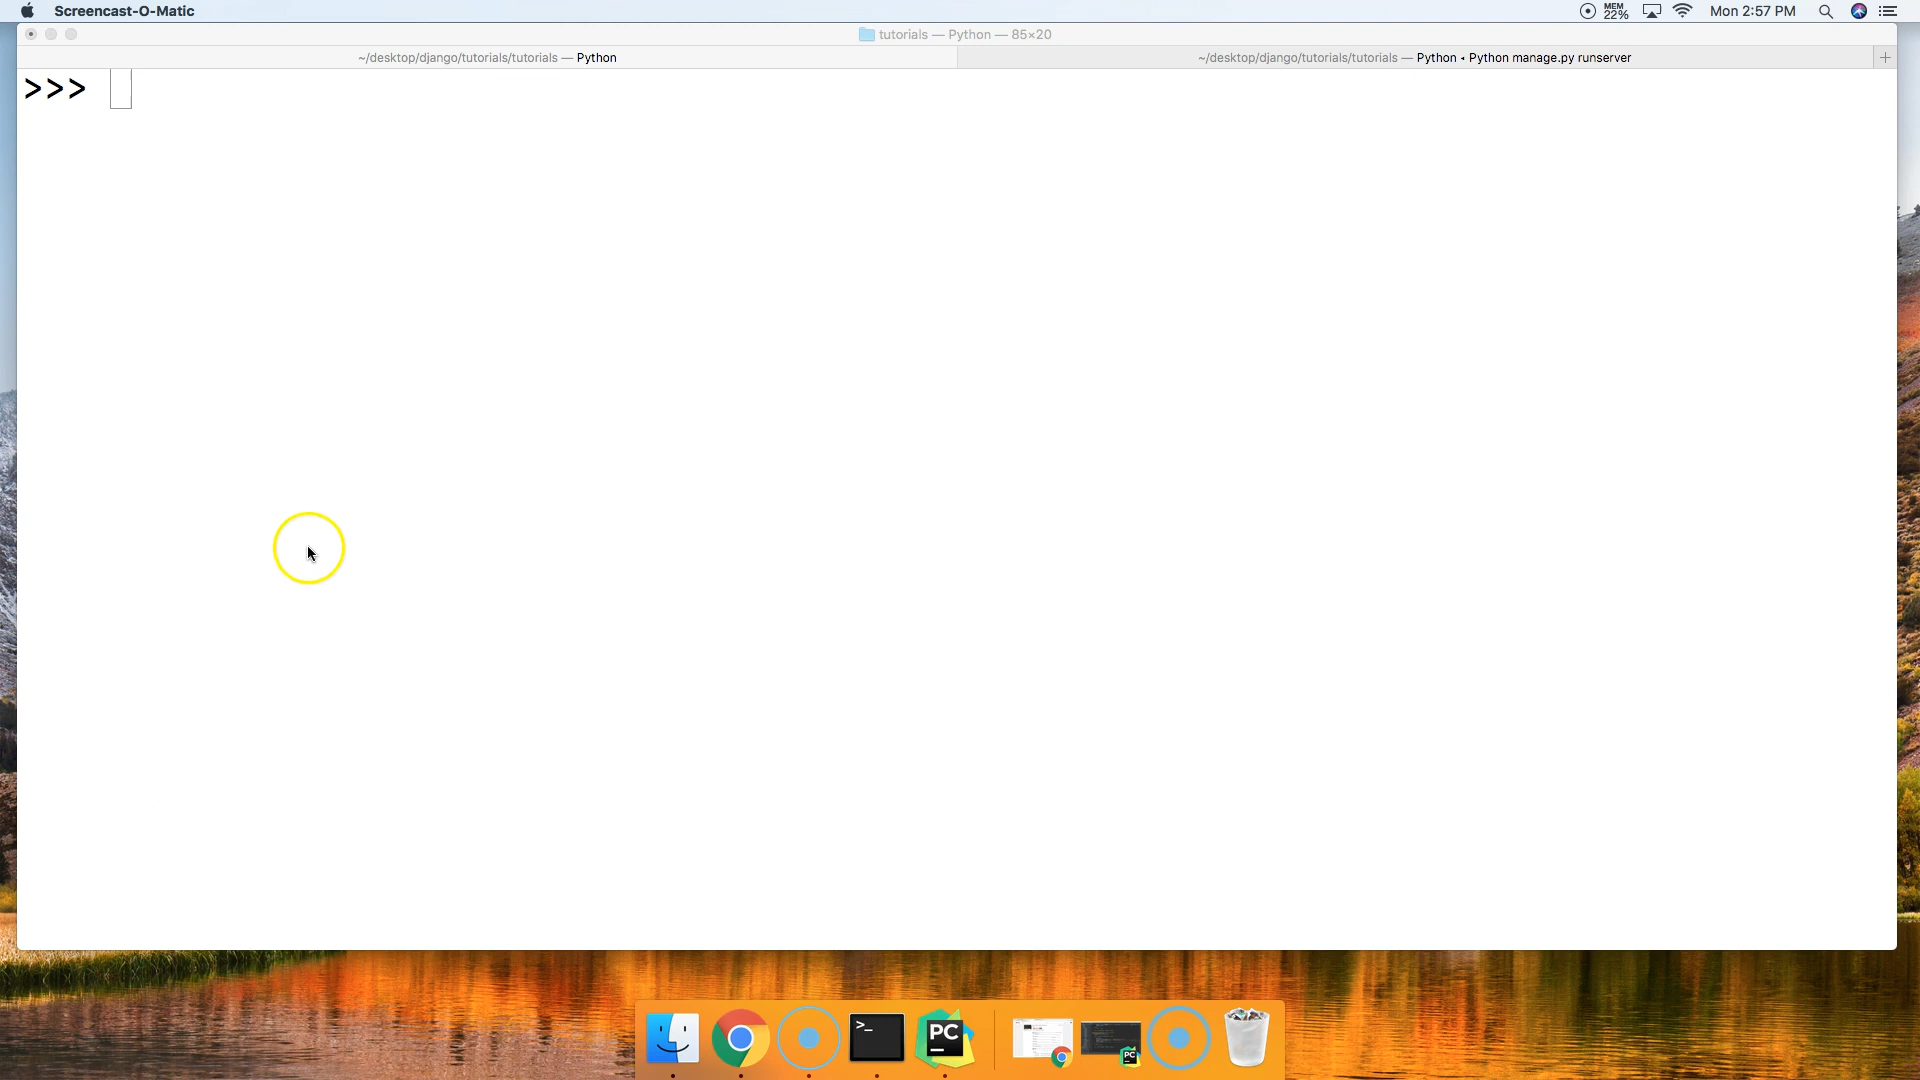 Screencast-O-Matic
MEM
22%
Mon 2:57 PM
tutorials — Python — 85×20
~/desktop/django/tutorials/tutorials — Python
~/desktop/django/tutorials/tutorials — Python ◂ Python manage.py runserver
>>>
>_
PC
PC